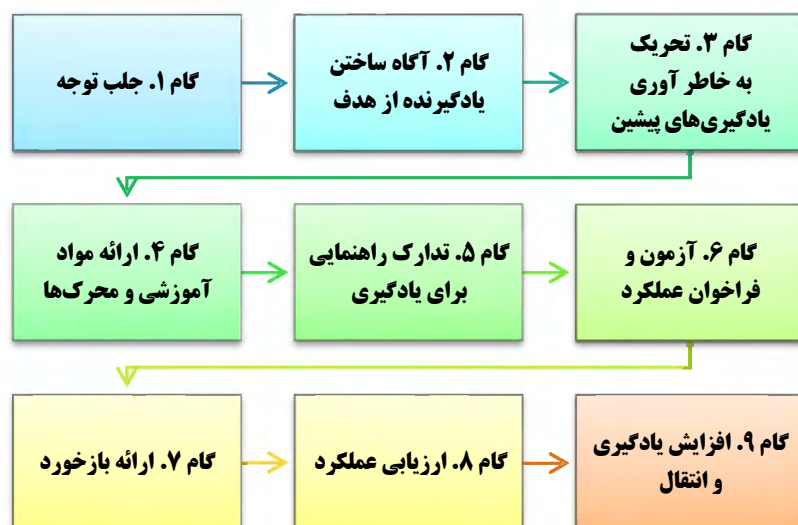 گام ۱. جلب توجه
گام ۲. آگاه ساختن
یادگیرنده از هدف
گام ۳. تحریک
به خاطر آوری
یادگیری‌های پیشین
گام ۴. ارائه مواد
آموزشی و محرک‌ها
گام ۵. تدارک راهنمایی
برای یادگیری
گام ۶. آزمون و
فراخوان عملکرد
گام ۷. ارائه بازخورد
گام ۸. ارزیابی عملکرد
گام ۹. افزایش یادگیری
و انتقال